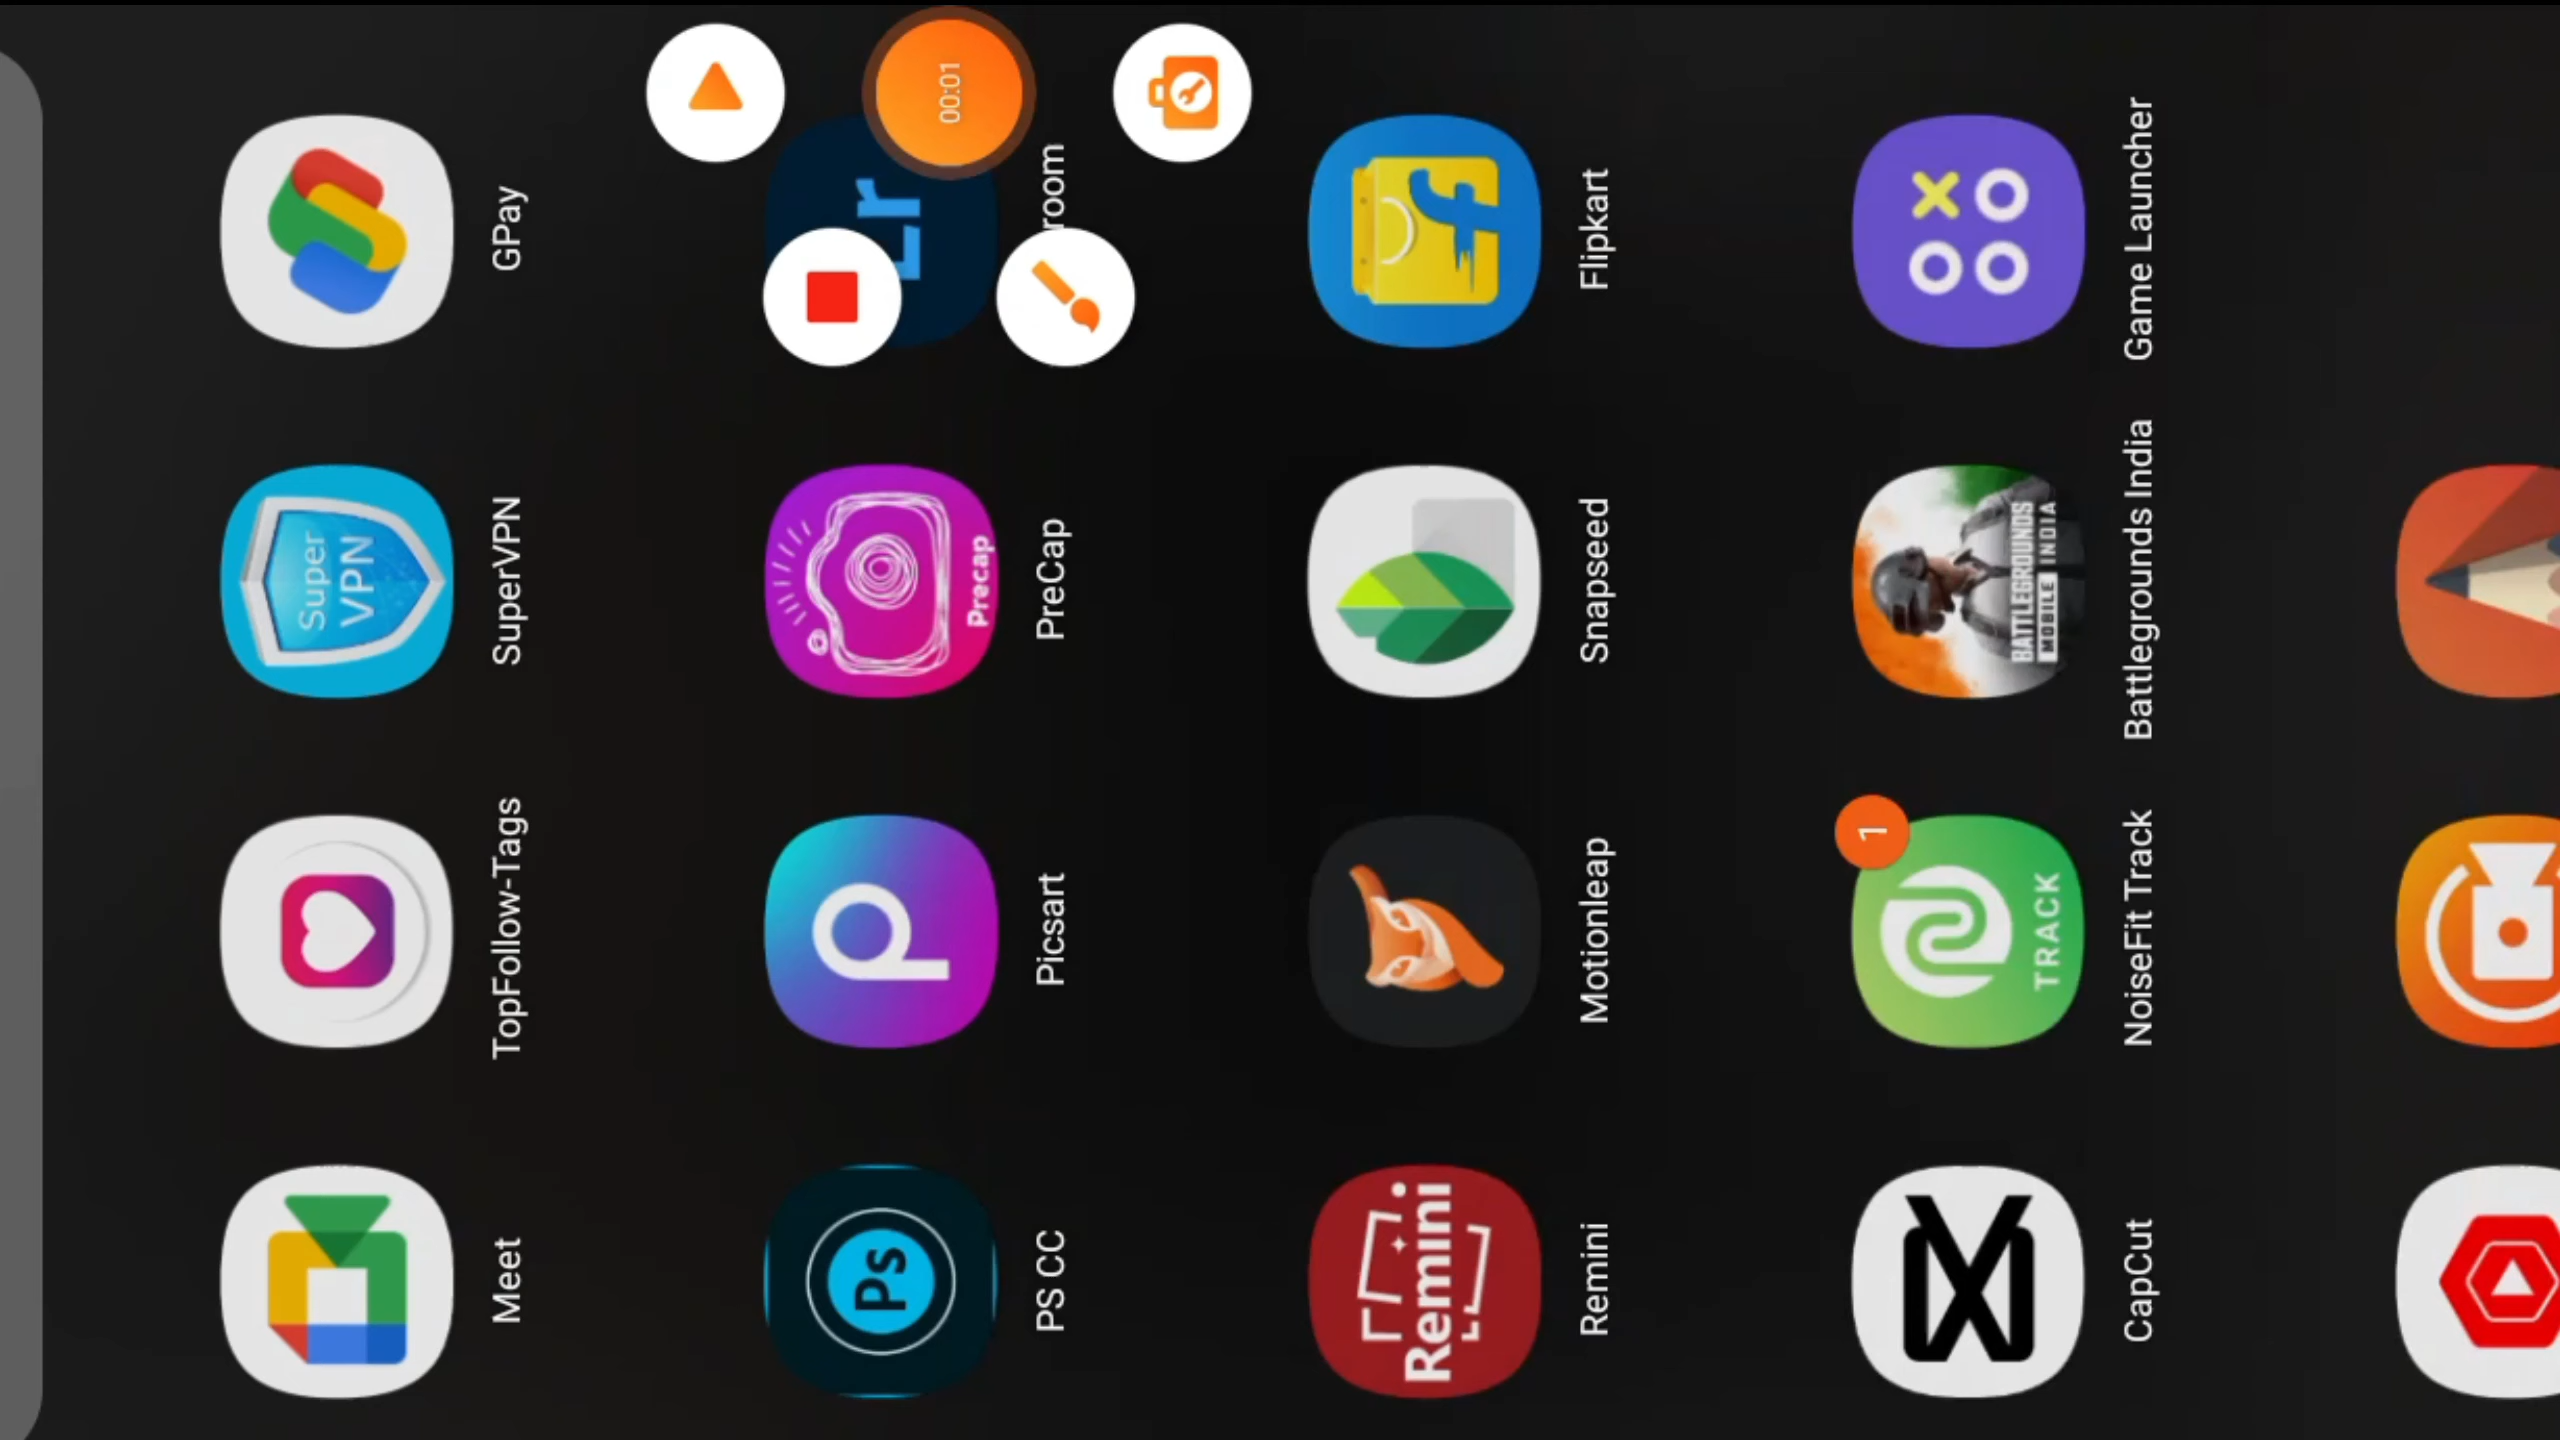 Super
VPN
Meet
TopFollow-Tags
SuperVPN
GPay
Ps
Precap
Lr
00:01
PS CC
Picsart
PreCap
room
Remini
Remini
Motionleap
Snapseed
Flipkart
1
TRACK
BATTLEGROUNDS
MOBILE INDIA
CapCut
NoiseFit Track
Battlegrounds India
Game Launcher